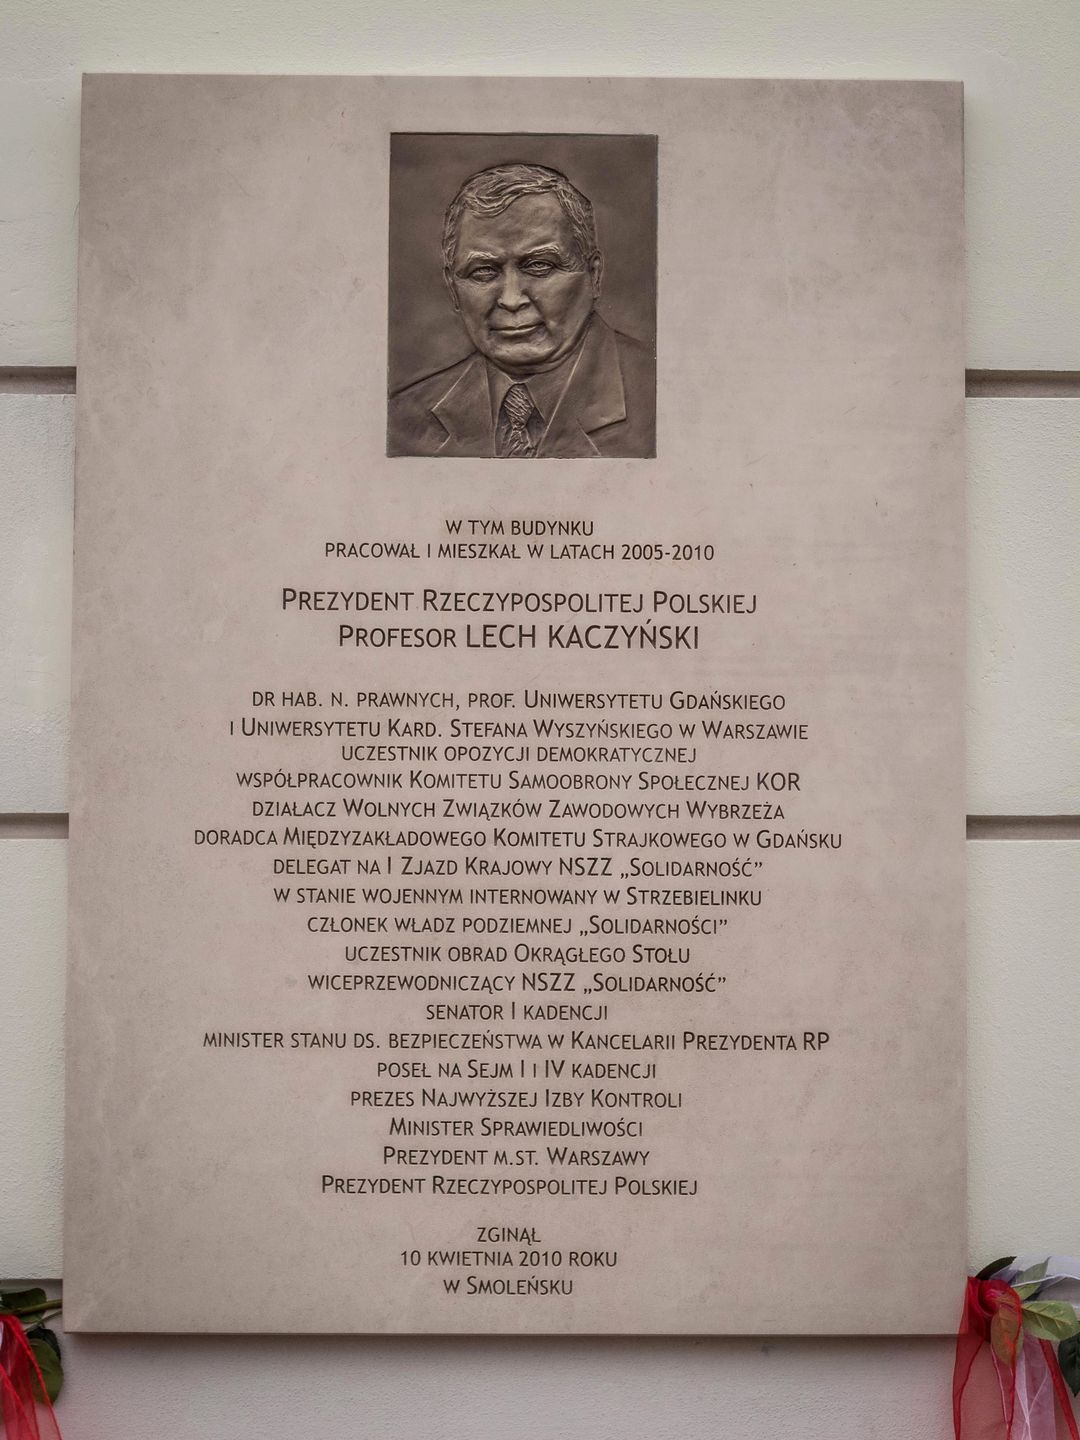 W TYM BUDYNKU
PRACOWAŁ I MIESZKAŁ W LATACH 2005-2010
PREZYDENT RZECZYPOSPOLITEJ POLSKIEJ
PROFESOR LECH KACZYŃSKI
DR HAB. N. PRAWNYCH, PROF. UNIWERSYTETU GDAŃSKIEGO
I UNIWERSYTETU KARD. STEFANA WYSZYŃSKIEGO W WARSZAWIE
UCZESTNIK OPOZYCJI DEMOKRATYCZNEJ
WSPÓŁPRACOWNIK KOMITETU SAMOOBRONY SPOŁECZNEJ KOR
DZIAŁACZ WOLNYCH ZWIĄZKÓW ZAWODOWYCH WYBRZEŻA
DORADCA MIĘDZYZAKŁADOWEGO KOMITETU STRAJKOWEGO W GDAŃSKU
DELEGAT NA I ZJAZD KRAJOWY NSZZ „SOLIDARNOŚĆ”
W STANIE WOJENNYM INTERNOWANY W STRZEBIELINKU
CZŁONEK WŁADZ PODZIEMNEJ „SOLIDARNOŚCI”
UCZESTNIK OBRAD OKRĄGŁEGO STOŁU
WICEPRZEWODNICZĄCY NSZZ „SOLIDARNOŚĆ”
SENATOR I KADENCJI
MINISTER STANU DS. BEZPIECZEŃSTWA W KANCELARII PREZYDENTA RP
POSEŁ NA SEJM I I IV KADENCJI
PREZES NAJWYŻSZEJ IZBY KONTROLI
MINISTER SPRAWIEDLIWOŚCI
PREZYDENT M.ST. WARSZAWY
PREZYDENT RZECZYPOSPOLITEJ POLSKIEJ
ZGINĄŁ
10 KWIETNIA 2010 ROKU
W SMOLEŃSKU